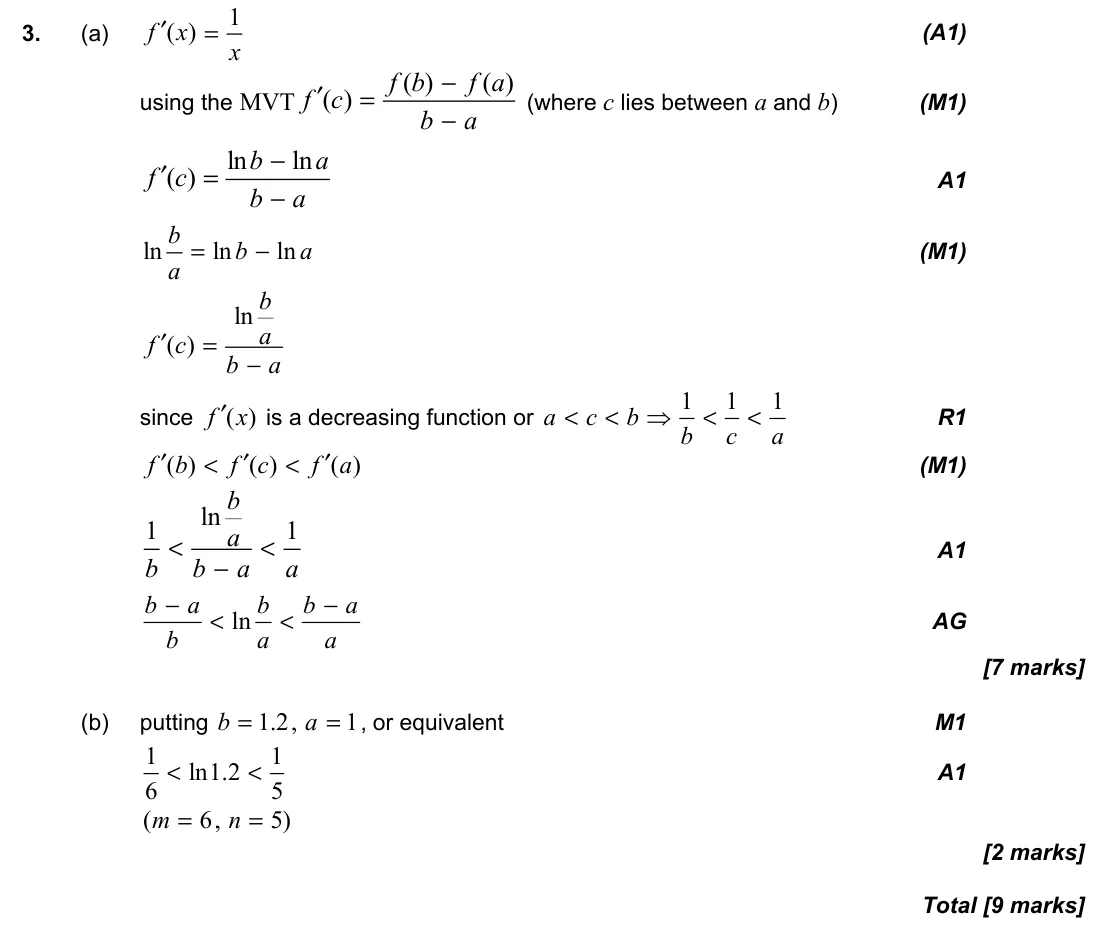 3. (a) f′(x) = 1/x (A1)
using the MVT f′(c) = (f(b) − f(a))/(b − a) (where c lies between a and b) (M1)
f′(c) = (ln b − ln a)/(b − a) A1
ln b/a = ln b − ln a (M1)
f′(c) = (ln b/a)/(b − a)
since f′(x) is a decreasing function or a < c < b ⇒ 1/b < 1/c < 1/a R1
f′(b) < f′(c) < f′(a) (M1)
1/b < (ln b/a)/(b − a) < 1/a A1
(b − a)/b < ln b/a < (b − a)/a AG
[7 marks]
(b) putting b = 1.2, a = 1, or equivalent M1
1/6 < ln1.2 < 1/5 A1
(m = 6, n = 5)
[2 marks]
Total [9 marks]